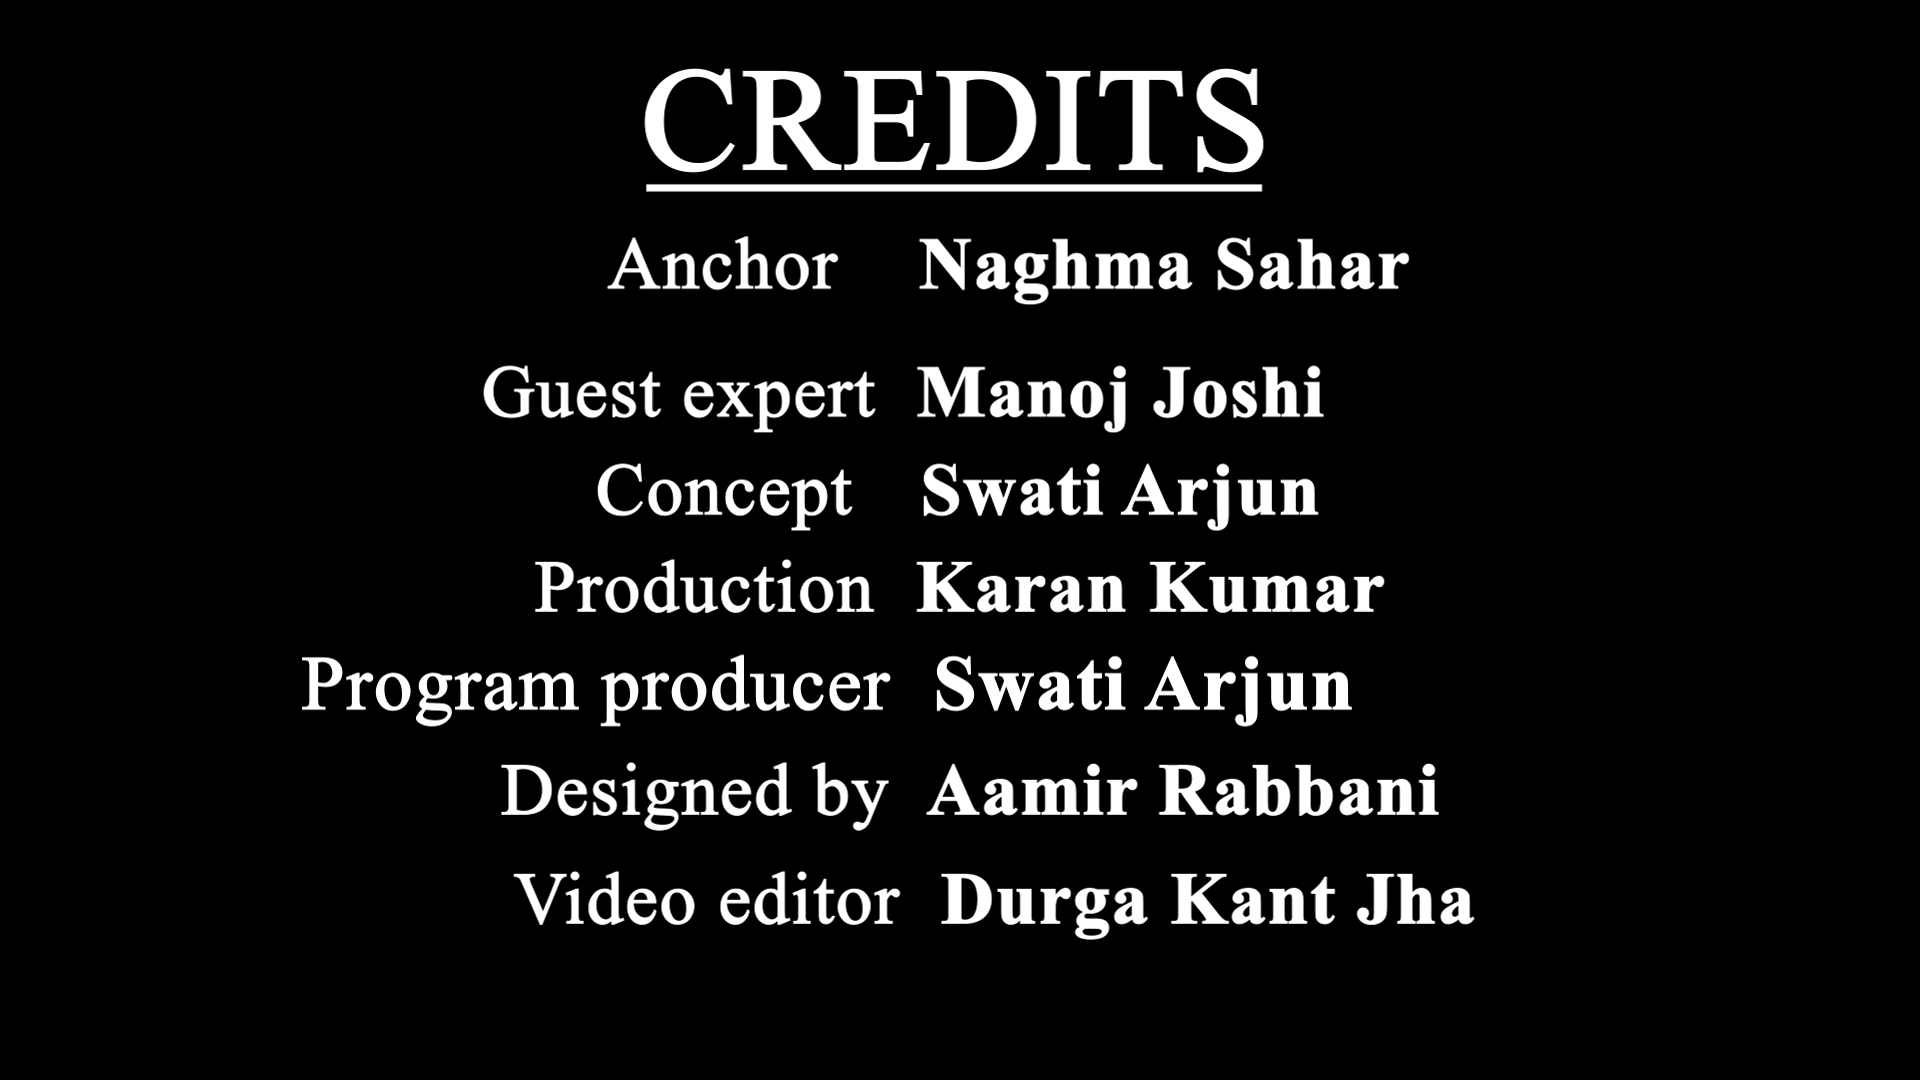 CREDITS
Anchor Naghma Sahar
Guest expert Manoj Joshi
Concept Swati Arjun
Production Karan Kumar
Program producer Swati Arjun
Designed by Aamir Rabbani
Video editor Durga Kant Jha